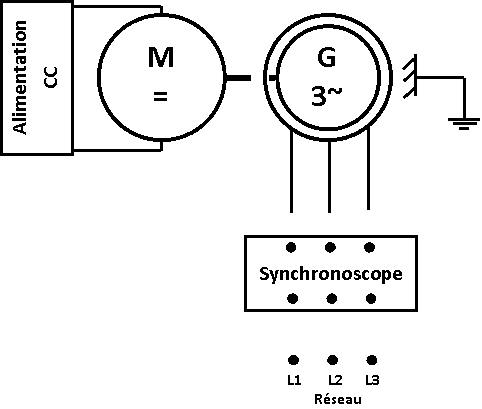 Alimentation
CC
M
=
G
3~
Synchronoscope
L1 L2 L3
Réseau